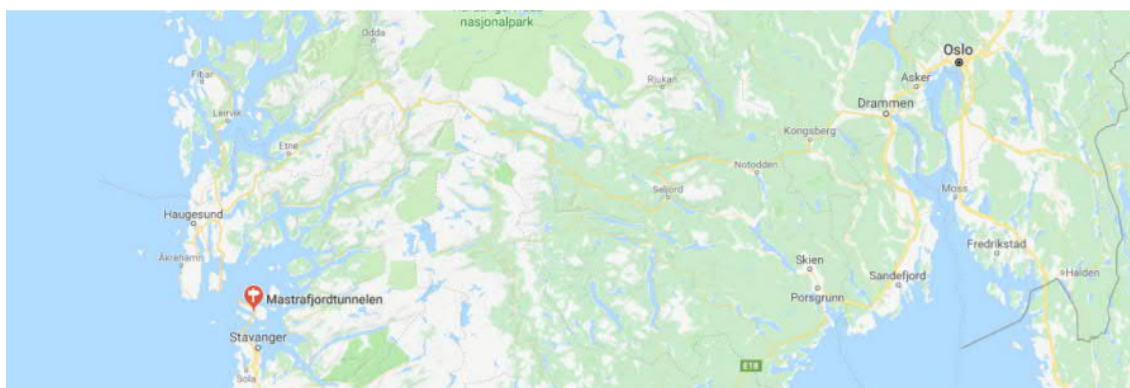 nasjonalpark
Odda
Oslo
Rjukan
Asker
Fitjar
Drammen
Leirvik
Kongsberg
Etne
Notodden
Seljord
Moss
Haugesund
Fredrikstad
Åkrehamn
Skien
Sandefjord
Halden
Porsgrunn
Mastrafjordtunnelen
Stavanger
E18
Sola